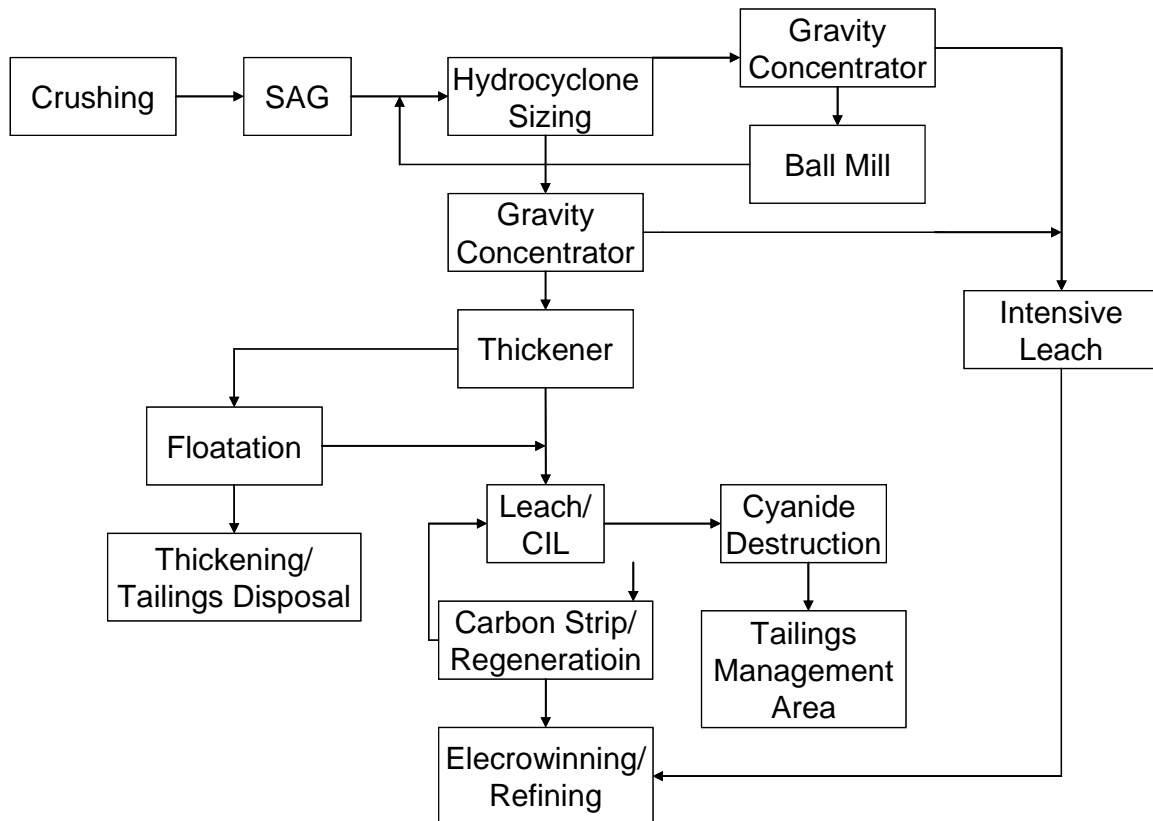 Gravity
Concentrator
Crushing
SAG
Hydrocyclone
Sizing
Ball Mill
Gravity
Concentrator
Intensive
Leach
Thickener
Floatation
Leach/
CIL
Cyanide
Destruction
Thickening/
Tailings Disposal
Carbon Strip/
Regeneratioin
Tailings
Management
Area
Elecrowinning/
Refining